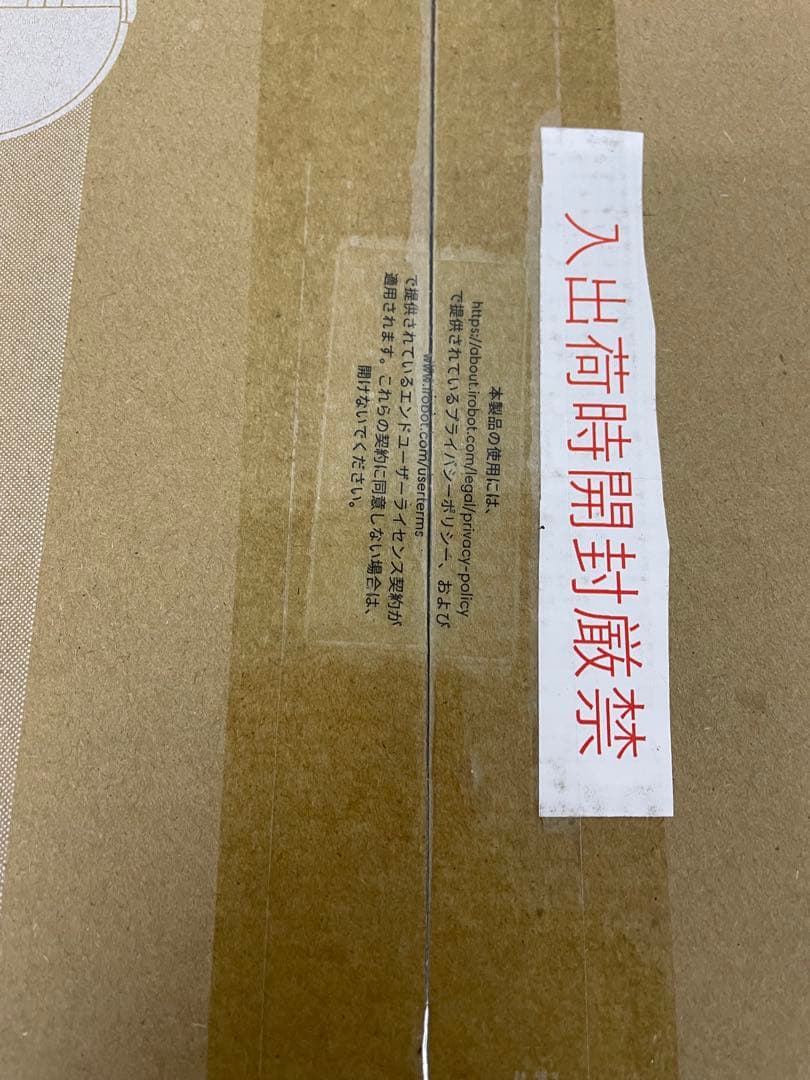 入出荷時開封厳禁
本製品の使用には、
https://about.irobot.com/legal/privacy-policy
で提供されているプライバシーポリシー、および
www.irobot.com/userterms
で提供されているエンドユーザーライセンス契約が
適用されます。これらの契約に同意しない場合は、
開けないでください。